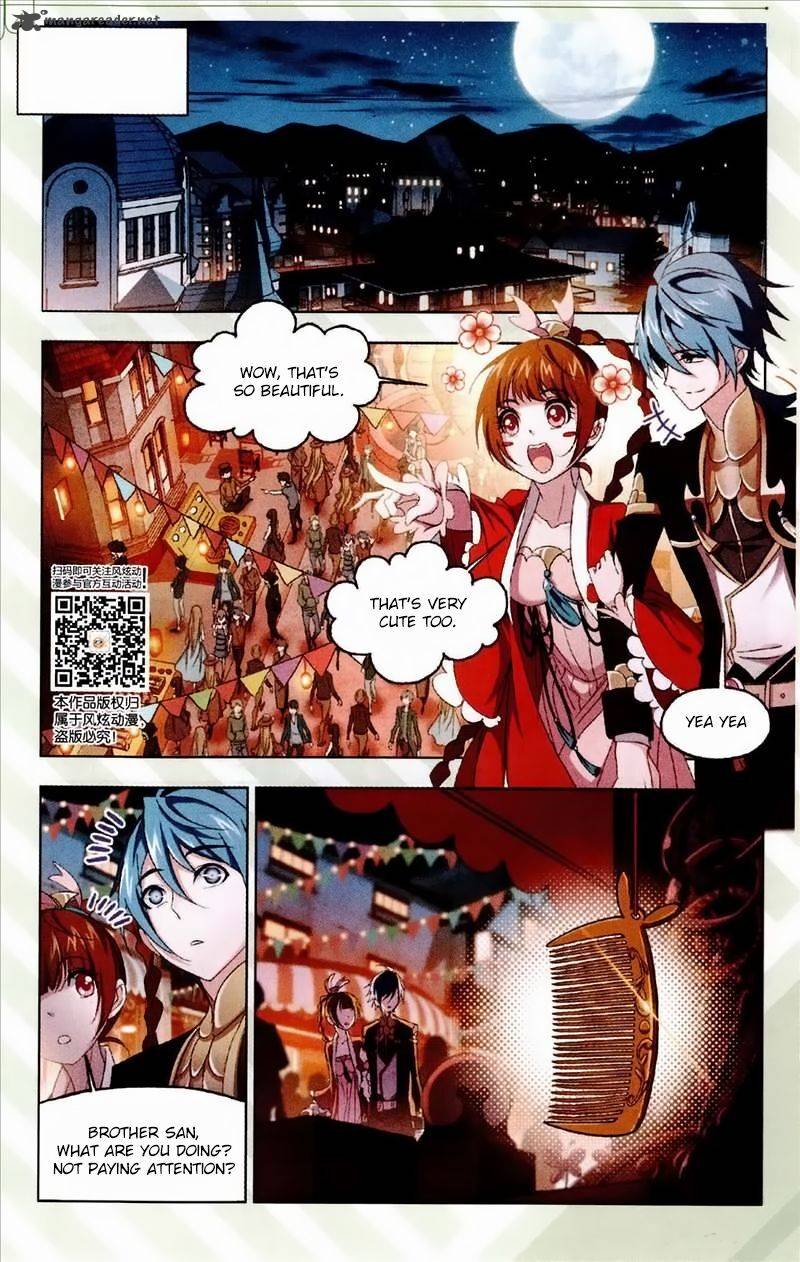 mangareader.net
WOW, THAT'S
SO BEAUTIFUL.
扫码即可关注风炫动
漫参与官方互动活动!
THAT'S VERY
CUTE TOO.
本作品版权归
属于风炫动漫、
盗版必究!
YEA YEA
BROTHER SAN,
WHAT ARE YOU DOING?
NOT PAYING ATTENTION?